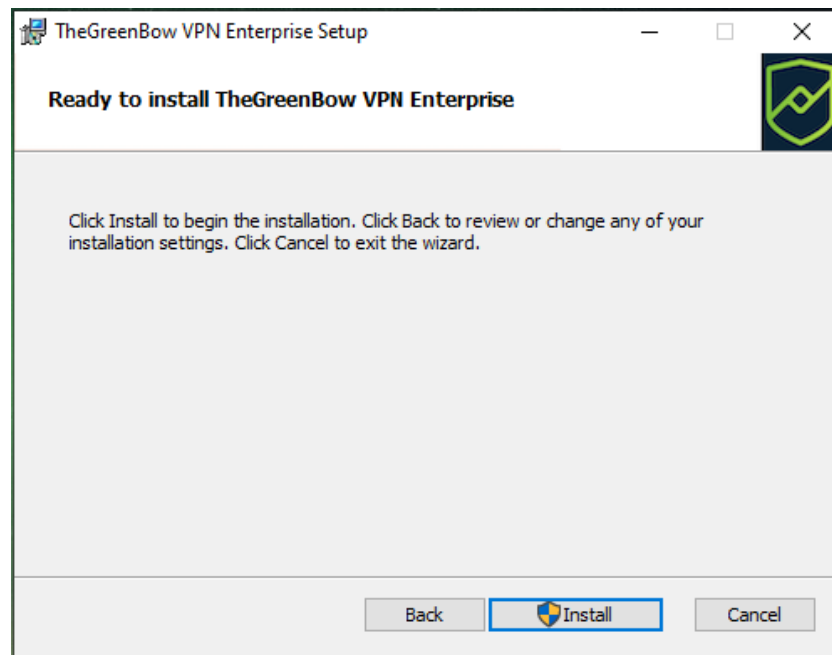 TheGreenBow VPN Enterprise Setup
Ready to install TheGreenBow VPN Enterprise
Click Install to begin the installation. Click Back to review or change any of your
installation settings. Click Cancel to exit the wizard.
Back
Install
Cancel